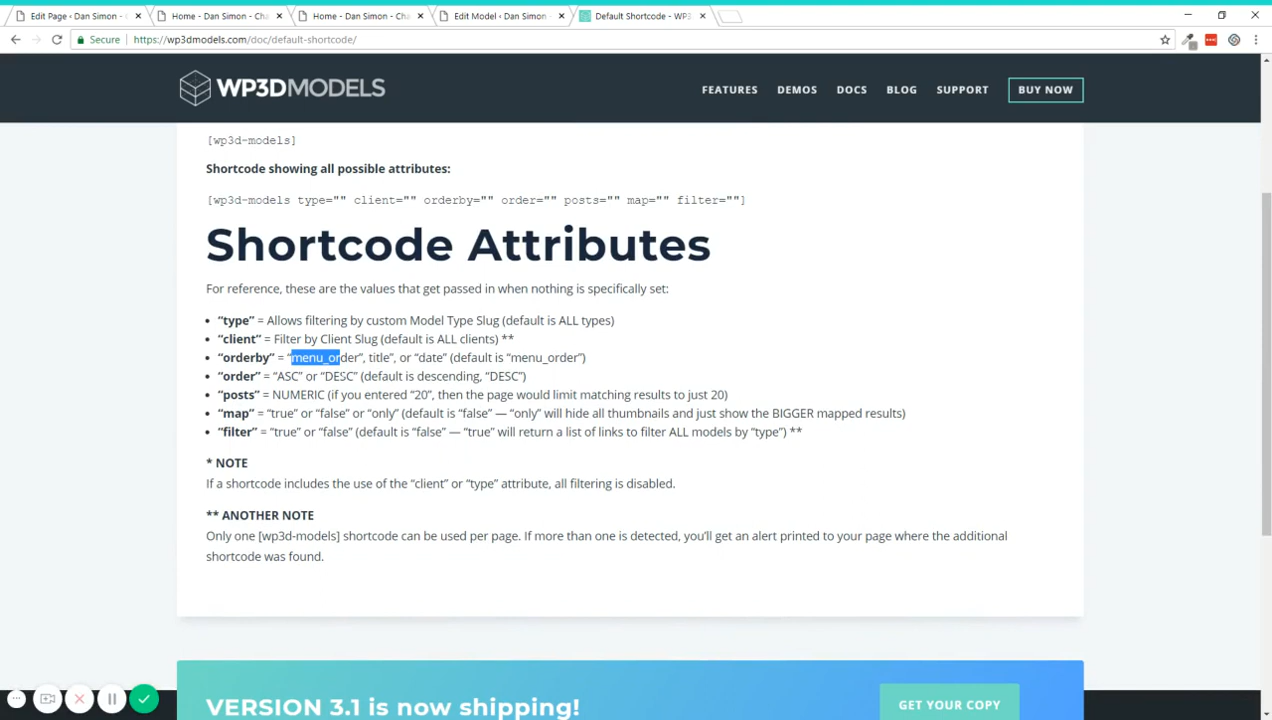 Edit Page ‹ Dan Simon - C
Home - Dan Simon - Cha
Home - Dan Simon - Cha
Edit Model ‹ Dan Simon -
Default Shortcode - WP3
Secure
https://wp3dmodels.com/doc/default-shortcode/
WP3DMODELS
FEATURES DEMOS DOCS BLOG SUPPORT BUY NOW
[wp3d-models]
Shortcode showing all possible attributes:
[wp3d-models type="" client="" orderby="" order="" posts="" map="" filter=""]
Shortcode Attributes
For reference, these are the values that get passed in when nothing is specifically set:
• “type” = Allows filtering by custom Model Type Slug (default is ALL types)
• “client” = Filter by Client Slug (default is ALL clients) **
• “orderby” = “menu_order”, title”, or “date” (default is “menu_order”)
• “order” = “ASC” or “DESC” (default is descending, “DESC”)
• “posts” = NUMERIC (if you entered “20”, then the page would limit matching results to just 20)
• “map” = “true” or “false” or “only” (default is “false” — “only” will hide all thumbnails and just show the BIGGER mapped results)
• “filter” = “true” or “false” (default is “false” — “true” will return a list of links to filter ALL models by “type”) **
* NOTE
If a shortcode includes the use of the “client” or “type” attribute, all filtering is disabled.
** ANOTHER NOTE
Only one [wp3d-models] shortcode can be used per page. If more than one is detected, you’ll get an alert printed to your page where the additional
shortcode was found.
VERSION 3.1 is now shipping!
GET YOUR COPY